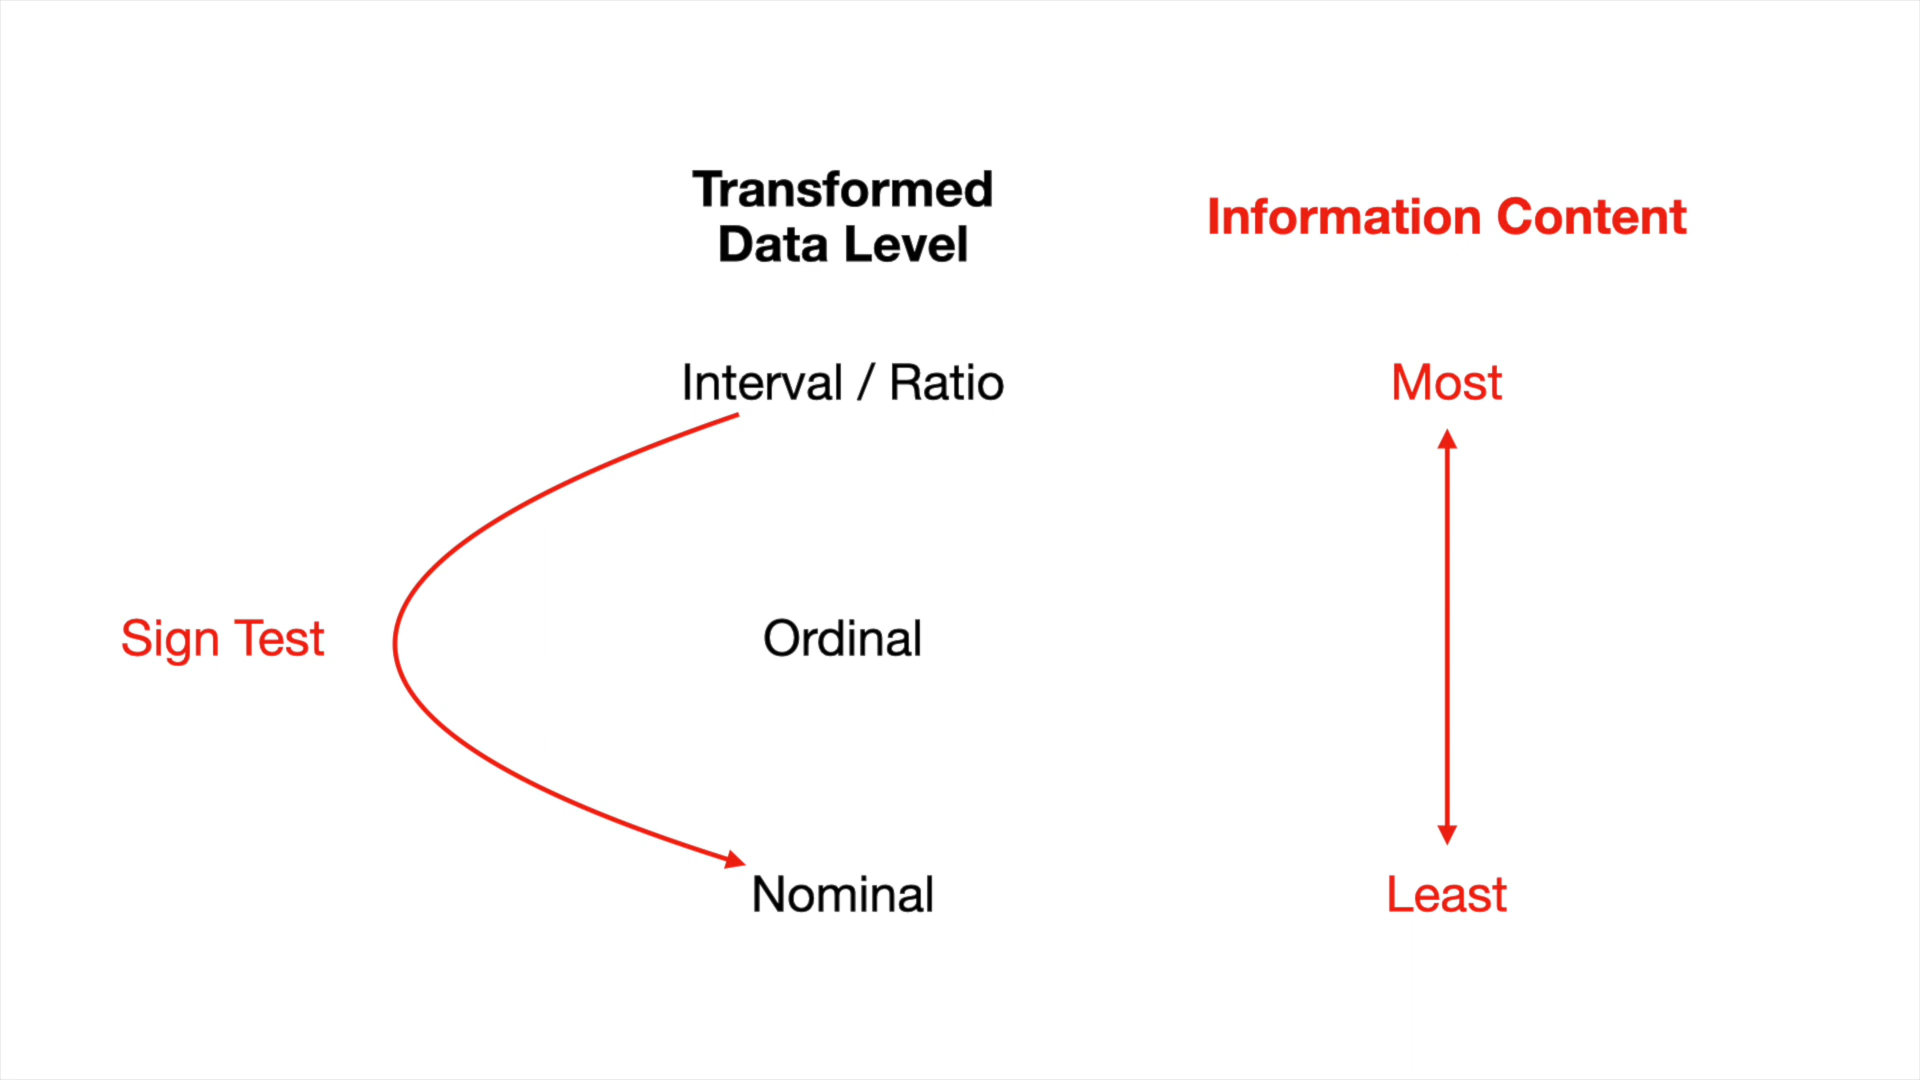 Transformed
Data Level
Information Content
Interval / Ratio
Most
Sign Test
Ordinal
Nominal
Least